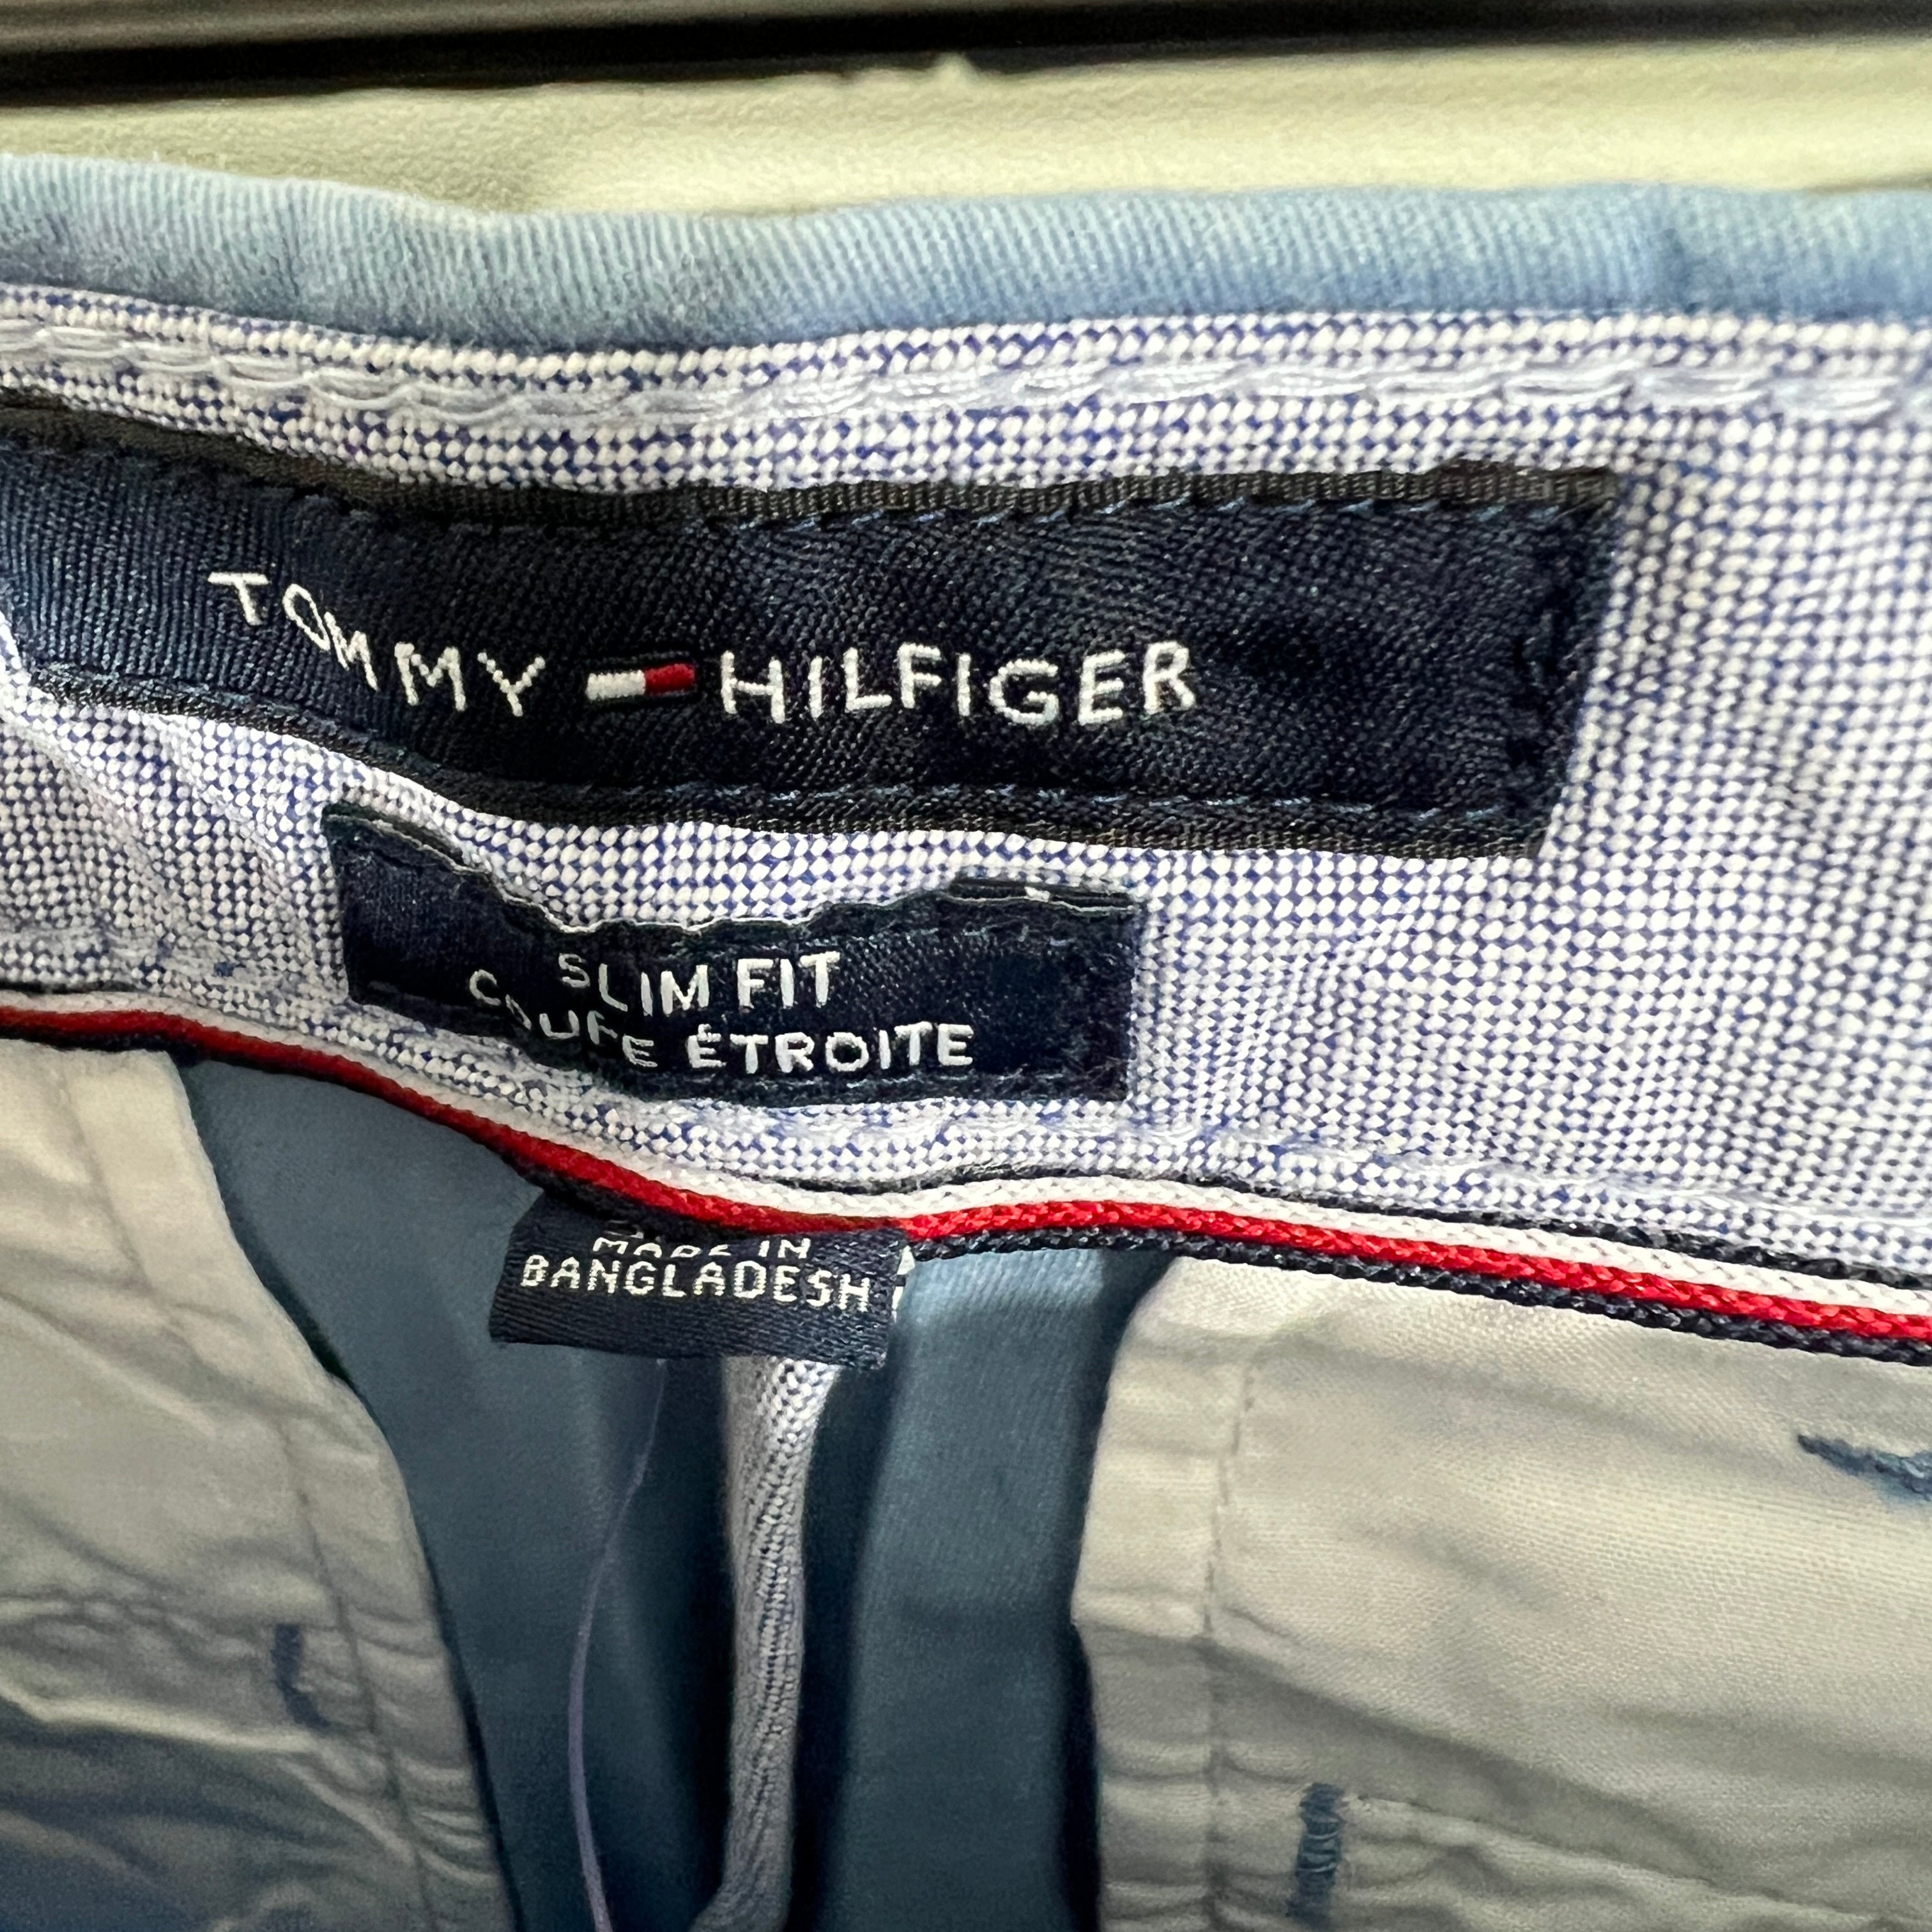 TOMMY HILFIGER
SLIM FIT
COUPE ÉTROITE
MADE IN
BANGLADESH